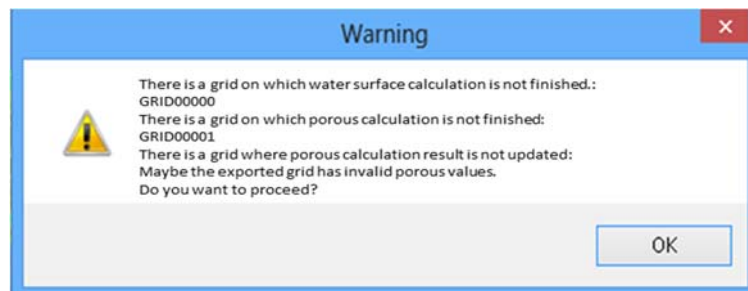 Warning
There is a grid on which water surface calculation is not finished.:
GRID00000
There is a grid on which porous calculation is not finished:
GRID00001
There is a grid where porous calculation result is not updated:
Maybe the exported grid has invalid porous values.
Do you want to proceed?
OK